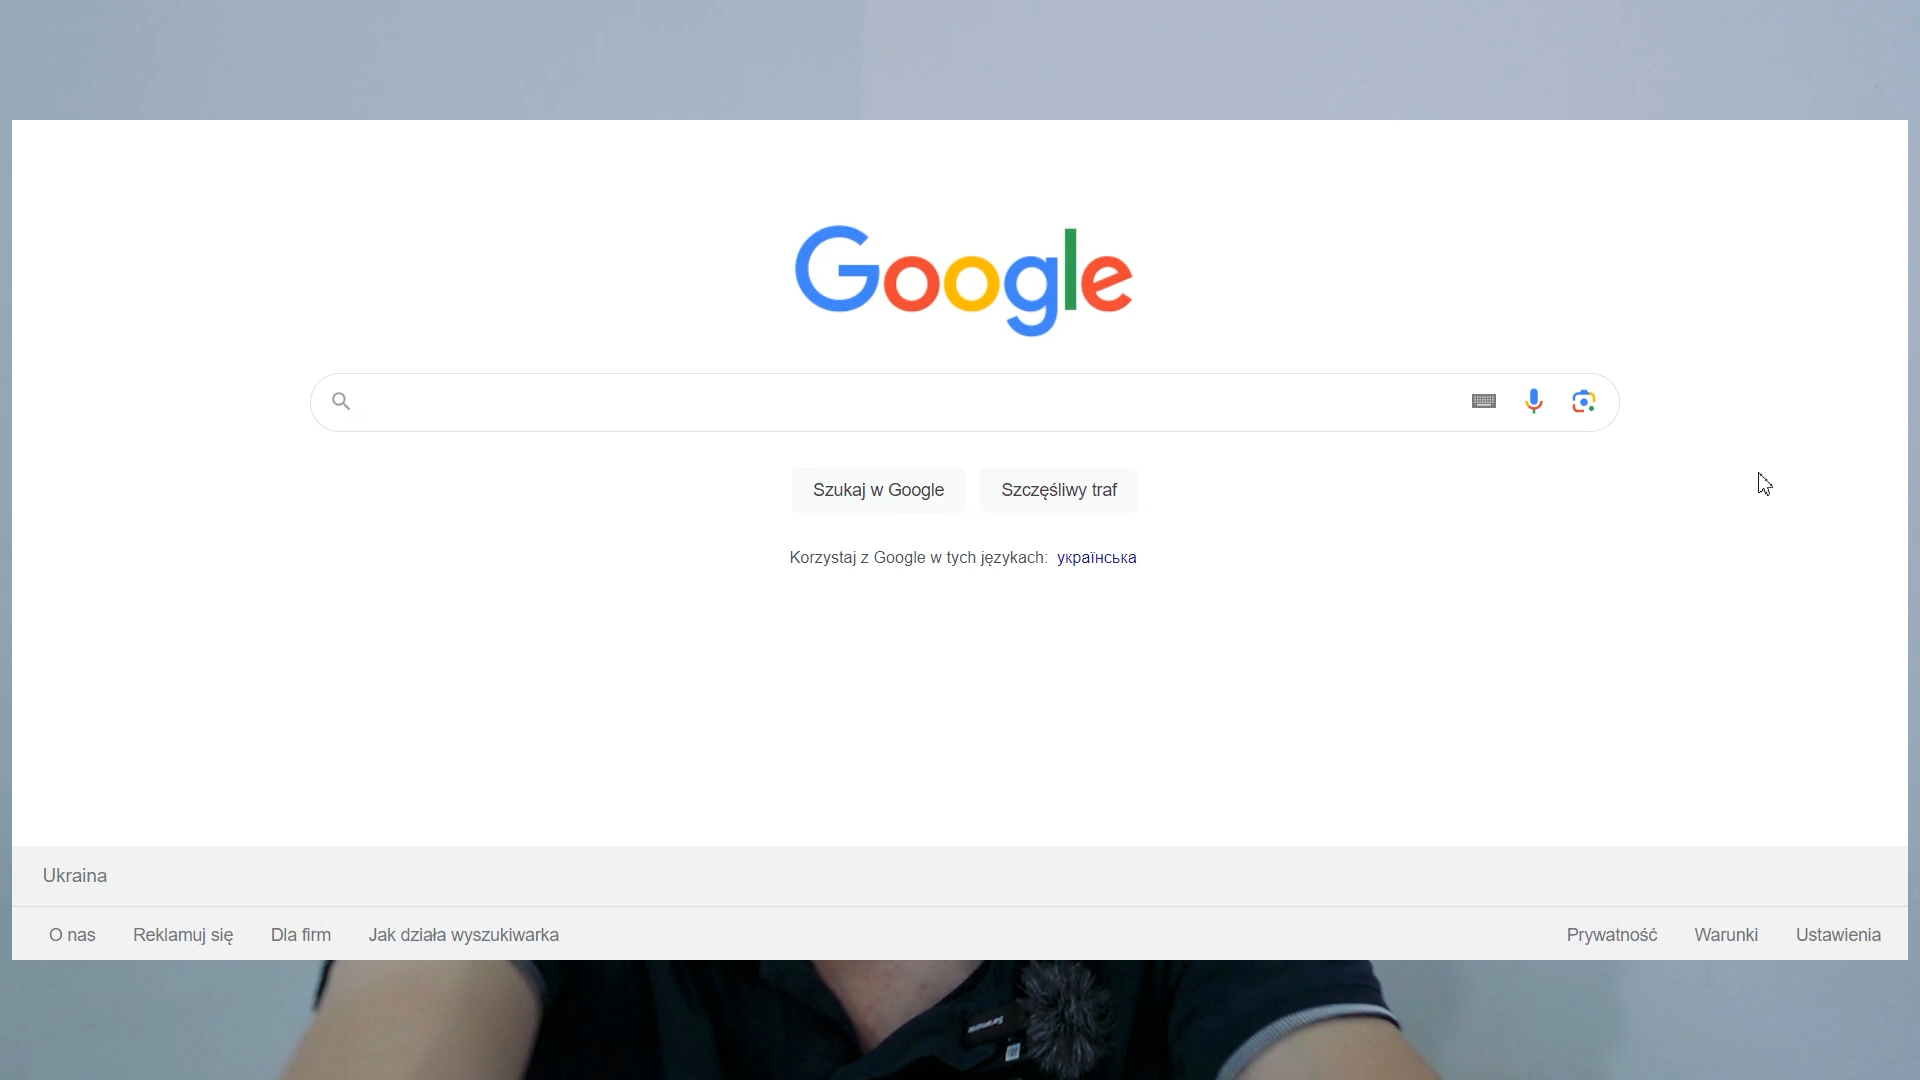 Google
Szukaj w Google
Szczęśliwy traf
Korzystaj z Google w tych językach: українська
Ukraina
O nas
Reklamuj się
Dla firm
Jak działa wyszukiwarka
Prywatność
Warunki
Ustawienia